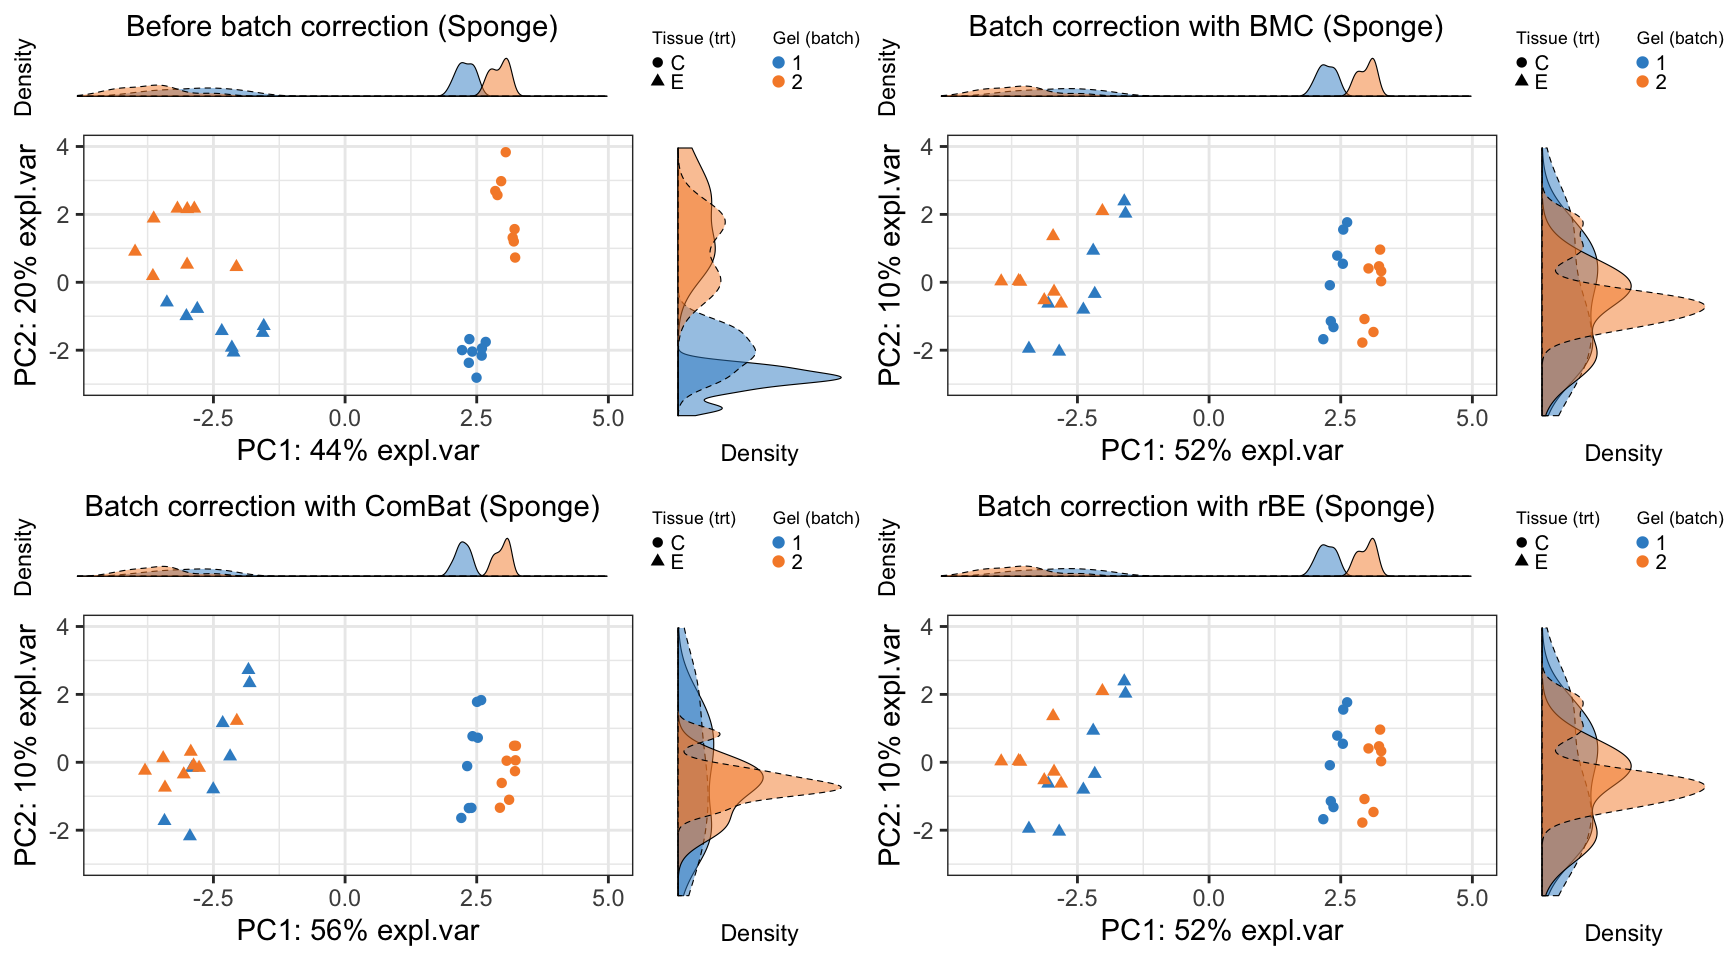 Before batch correction (Sponge)
Density
Tissue (trt)
C
E
Gel (batch)
1
2
PC2: 20% expl.var
4
2
0
-2
-2.5
0.0
2.5
5.0
PC1: 44% expl.var
Density
Batch correction with BMC (Sponge)
Density
Tissue (trt)
C
E
Gel (batch)
1
2
PC2: 10% expl.var
4
2
0
-2
-2.5
0.0
2.5
5.0
PC1: 52% expl.var
Density
Batch correction with ComBat (Sponge)
Density
Tissue (trt)
C
E
Gel (batch)
1
2
PC2: 10% expl.var
4
2
0
-2
-2.5
0.0
2.5
5.0
PC1: 56% expl.var
Density
Batch correction with rBE (Sponge)
Density
Tissue (trt)
C
E
Gel (batch)
1
2
PC2: 10% expl.var
4
2
0
-2
-2.5
0.0
2.5
5.0
PC1: 52% expl.var
Density